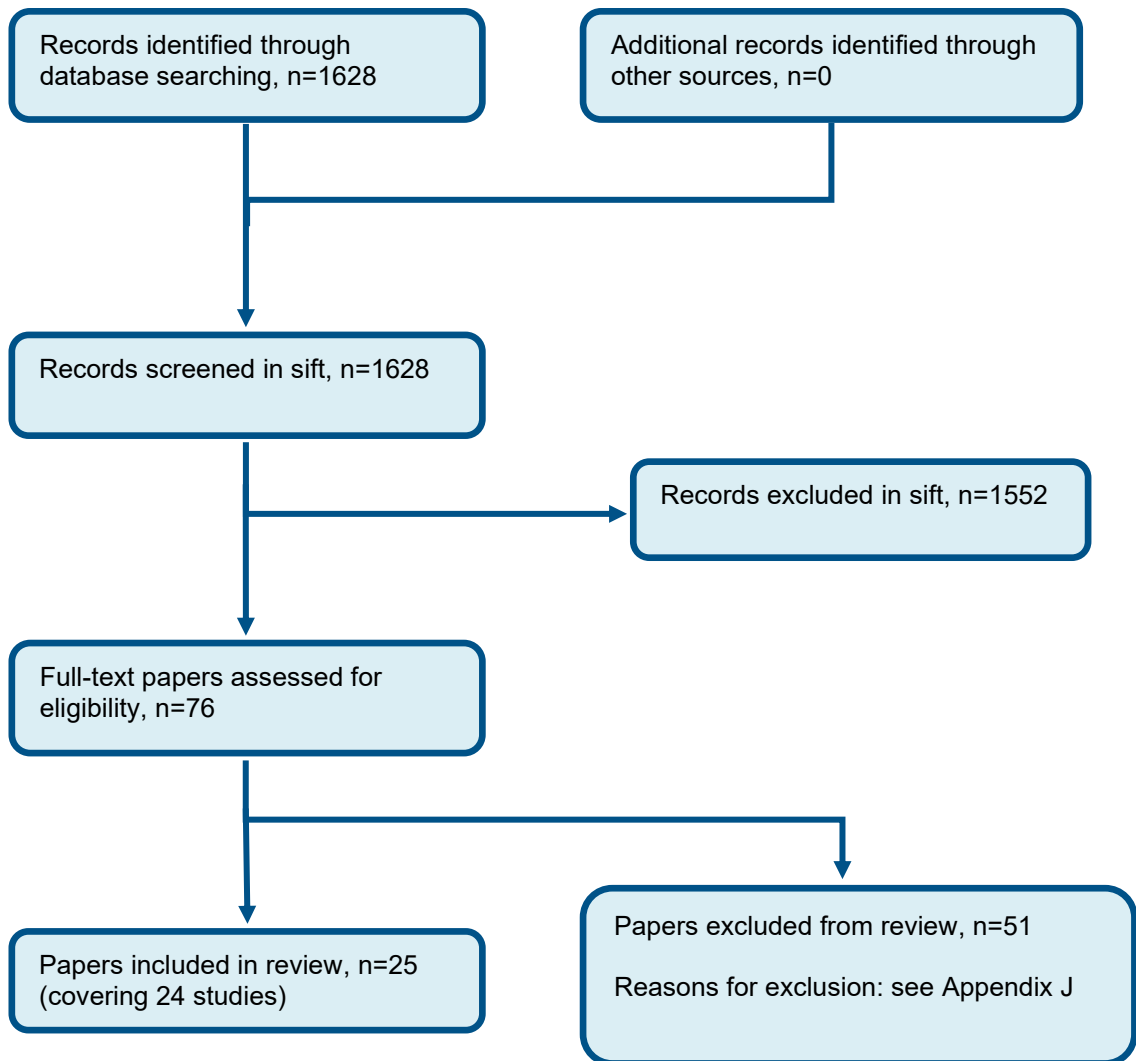 Records identified through
database searching, n=1628
Additional records identified through
other sources, n=0
Records screened in sift, n=1628
Records excluded in sift, n=1552
Full-text papers assessed for
eligibility, n=76
Papers included in review, n=25
(covering 24 studies)
Papers excluded from review, n=51
Reasons for exclusion: see Appendix J